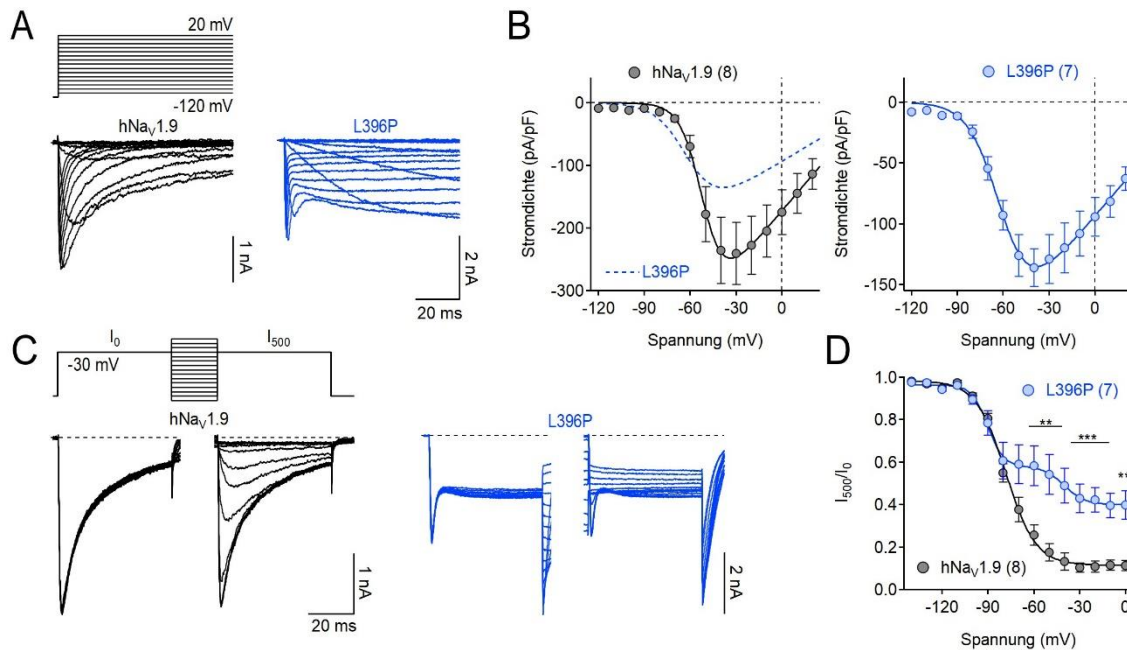 A
20 mV
-120 mV
hNaV1.9
L396P
1 nA
2 nA
20 ms
B
hNaV1.9 (8)
Stromdichte (pA/pF)
0
-100
-200
-300
L396P
-120 -90 -60 -30 0
Spannung (mV)
L396P (7)
Stromdichte (pA/pF)
0
-50
-100
-150
-120 -90 -60 -30 0
Spannung (mV)
C
I0
I500
-30 mV
hNaV1.9
L396P
1 nA
20 ms
2 nA
D
L396P (7)
**
***
**
I500/I0
1.0
0.8
0.6
0.4
0.2
0.0
hNaV1.9 (8)
-120 -90 -60 -30 0
Spannung (mV)